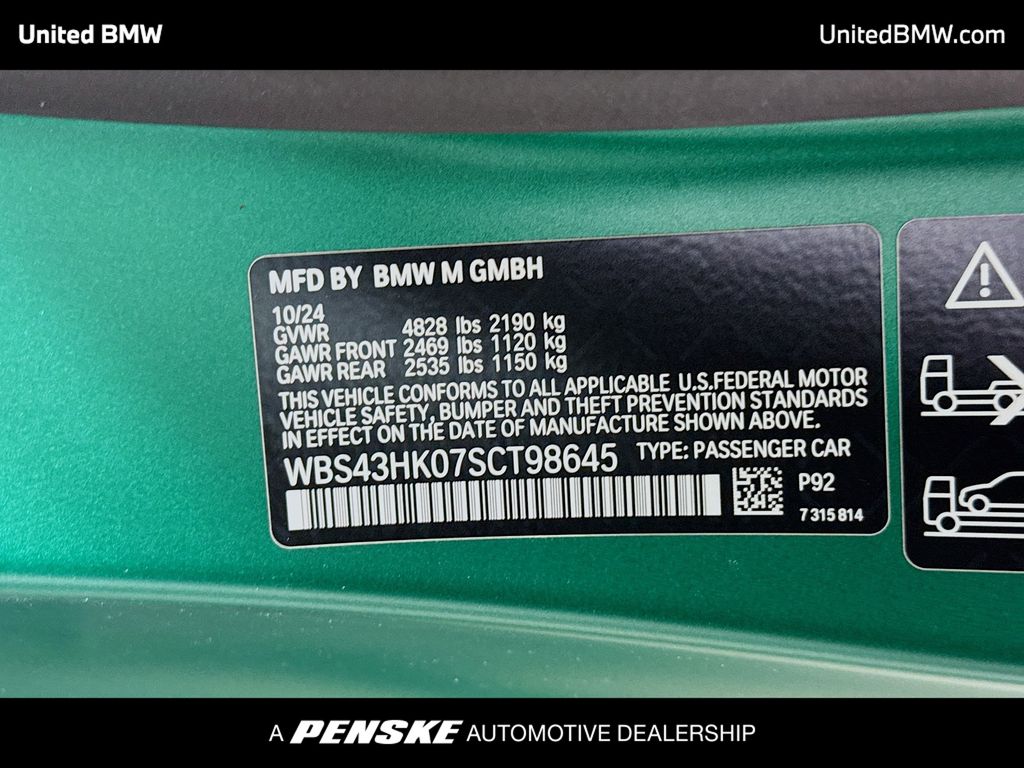 United BMW
UnitedBMW.com
MFD BY BMW M GMBH
10/24
GVWR 4828 lbs 2190 kg
GAWR FRONT 2469 lbs 1120 kg
GAWR REAR 2535 lbs 1150 kg
THIS VEHICLE CONFORMS TO ALL APPLICABLE U.S.FEDERAL MOTOR
VEHICLE SAFETY, BUMPER AND THEFT PREVENTION STANDARDS
IN EFFECT ON THE DATE OF MANUFACTURE SHOWN ABOVE.
WBS43HK07SCT98645 TYPE: PASSENGER CAR
P92
7315814
A PENSKE AUTOMOTIVE DEALERSHIP